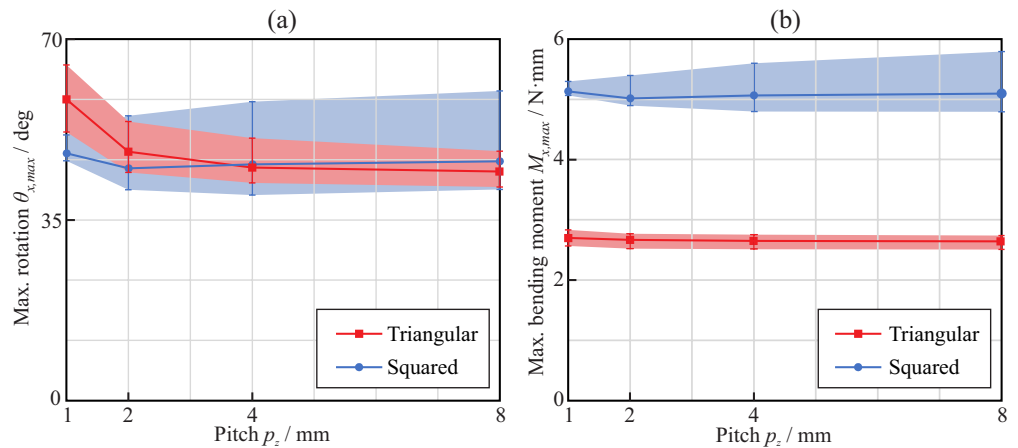 (a)
70
35
0
1
2
4
8
Max. rotation θx,max / deg
Pitch pz / mm
Triangular
Squared
(b)
6
4
2
0
1
2
4
8
Max. bending moment Mx,max / N·mm
Pitch pz / mm
Triangular
Squared